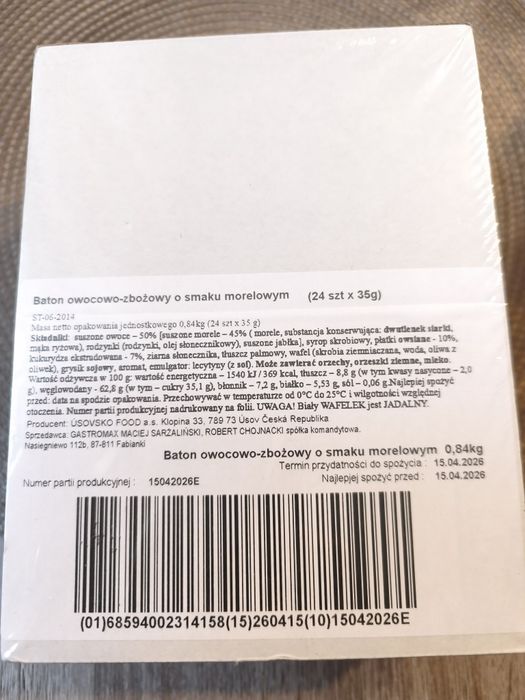 Baton owocowo-zbożowy o smaku morelowym (24 szt x 35g)
ST-06-2014
Masa netto opakowania jednostkowego 0,84kg (24 szt x 35 g)
Składniki: suszone owoce – 50% [suszone morele – 45% ( morele, substancja konserwująca: dwutlenek siarki,
mąka ryżowa), rodzynki (rodzynki, olej słonecznikowy), suszone jabłka], syrop skrobiowy, płatki owsiane - 10%,
kukurydza ekstrudowana - 7%, ziarna słonecznika, tłuszcz palmowy, wafel (skrobia ziemniaczana, woda, oliwa z
oliwek), grysik sojowy, aromat, emulgator: lecytyny (z soi). Może zawierać orzechy, orzeszki ziemne, mleko.
Wartość odżywcza w 100 g: wartość energetyczna – 1540 kJ / 369 kcal, tłuszcz – 8,8 g (w tym kwasy nasycone – 2,0
g), węglowodany - 62,8 g (w tym – cukry 35,1 g), błonnik – 7,2 g, białko – 5,53 g, sól – 0,06 g.Najlepiej spożyć
przed: data na spodzie opakowania. Przechowywać w temperaturze od 0°C do 25°C i wilgotności względnej
otoczenia. Numer partii produkcyjnej nadrukowany na folii. UWAGA! Biały WAFELEK jest JADALNY.
Producent: ÚSOVSKO FOOD a.s. Klopina 33, 789 73 Úsov Česká Republika
Sprzedawca: GASTROMAX MACIEJ SARŻALIŃSKI, ROBERT CHOJNACKI spółka komandytowa.
Nasiegniewo 112b, 87-811 Fabianki
Baton owocowo-zbożowy o smaku morelowym 0,84kg
Termin przydatności do spożycia : 15.04.2026
Numer partii produkcyjnej : 15042026E Najlepiej spożyć przed : 15.04.2026
(01)68594002314158(15)260415(10)15042026E